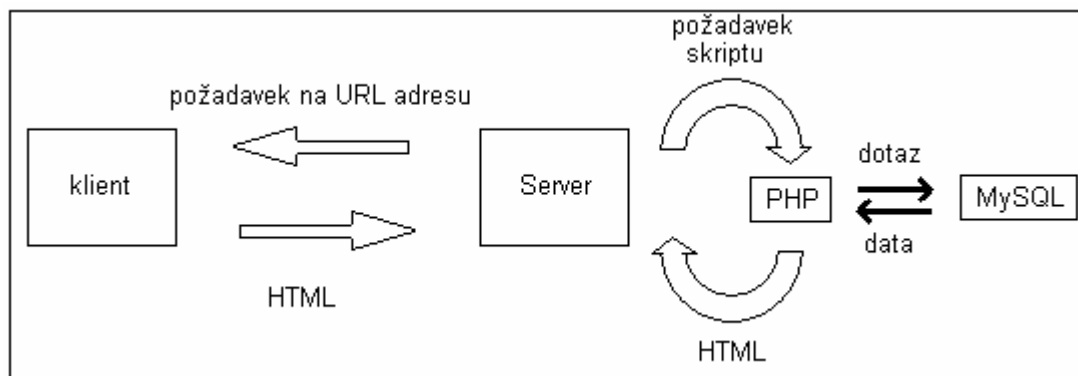 požadavek
skriptu
požadavek na URL adresu
klient
Server
PHP
dotaz
MySQL
data
HTML
HTML